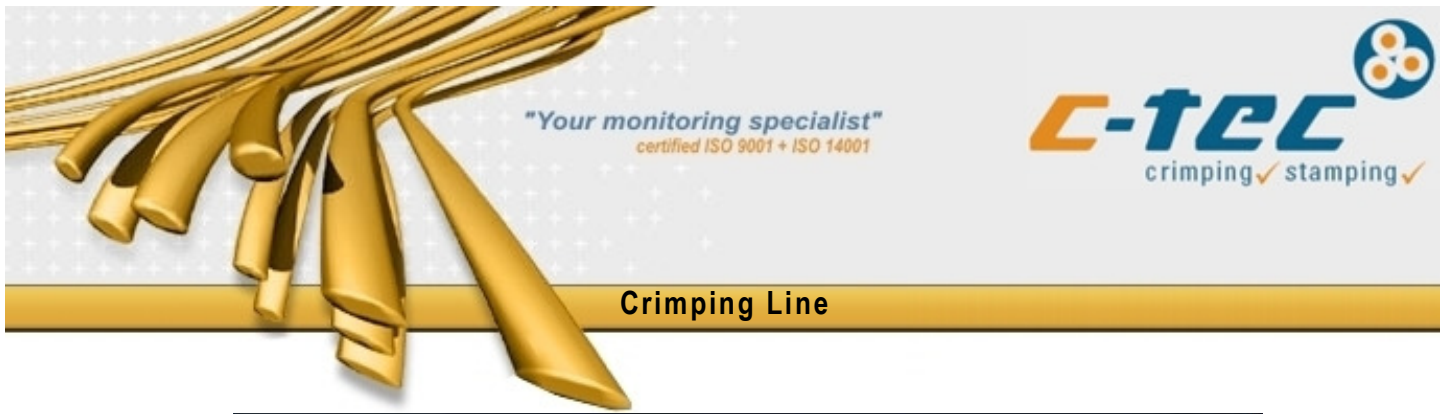 "Your monitoring specialist"
certified ISO 9001 + ISO 14001
c-tec
crimping✓ stamping✓
Crimping Line